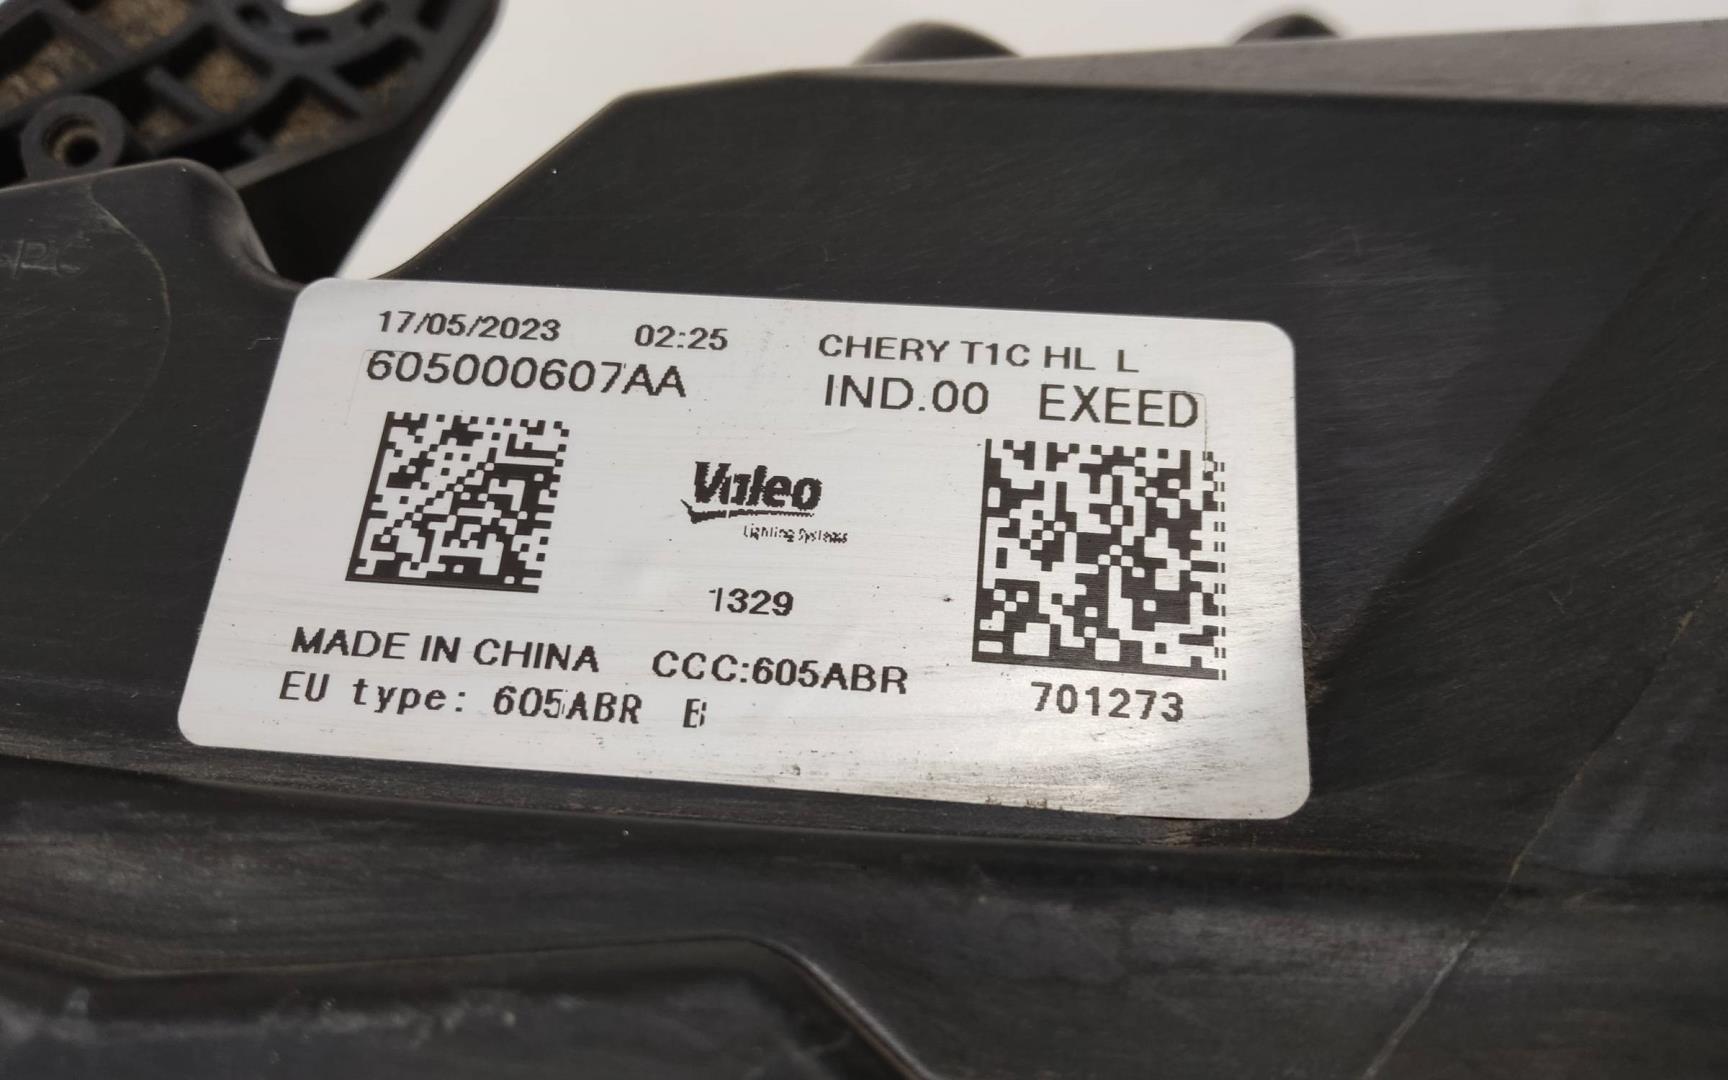 17/05/2023 02:25 CHERY T1C HL L
605000607AA IND.00 EXEED
Valeo
Lighting Systems
1329
MADE IN CHINA CCC:605ABR
EU type: 605ABR
701273